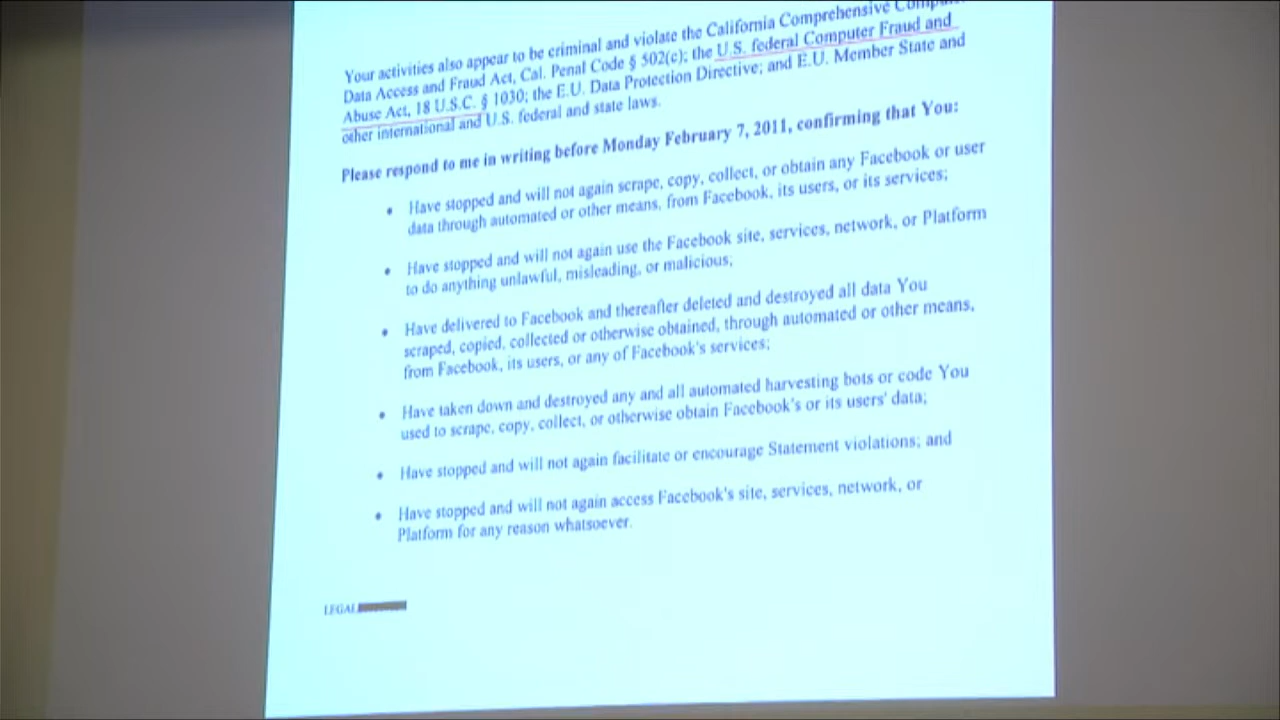 Your activities also appear to be criminal and violate the California Comprehensive
Data Access and Fraud Act, Cal. Penal Code § 502(c); the U.S. federal Computer Fraud and
Abuse Act, 18 U.S.C. § 1030; the E.U. Data Protection Directive; and E.U. Member State and
other international and U.S. federal and state laws.
Please respond to me in writing before Monday February 7, 2011, confirming that You:
• Have stopped and will not again scrape, copy, collect, or obtain any Facebook or user
data through automated or other means, from Facebook, its users, or its services;
• Have stopped and will not again use the Facebook site, services, network, or Platform
to do anything unlawful, misleading, or malicious;
• Have delivered to Facebook and thereafter deleted and destroyed all data You
scraped, copied, collected or otherwise obtained, through automated or other means,
from Facebook, its users, or any of Facebook's services;
• Have taken down and destroyed any and all automated harvesting bots or code You
used to scrape, copy, collect, or otherwise obtain Facebook's or its users' data;
• Have stopped and will not again facilitate or encourage Statement violations; and
• Have stopped and will not again access Facebook's site, services, network, or
Platform for any reason whatsoever.
LEGAL